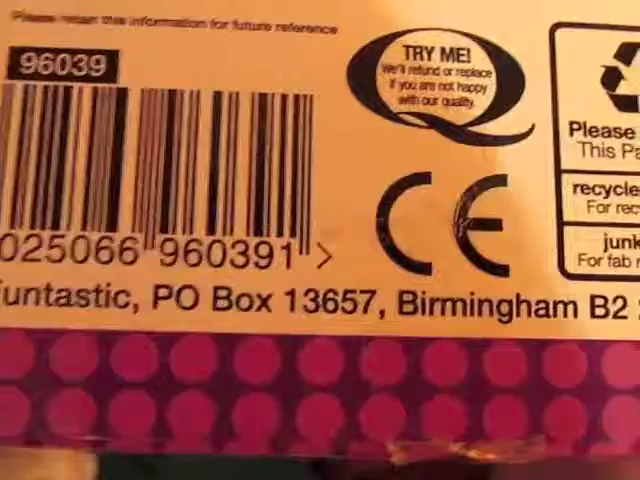 Please retain this information for future reference
96039
TRY ME!
We'll refund or replace
if you are not happy
with our quality.
025066 960391 >
CE
Please
This Pa
recycle
For rec
junk
For fab r
untastic, PO Box 13657, Birmingham B2